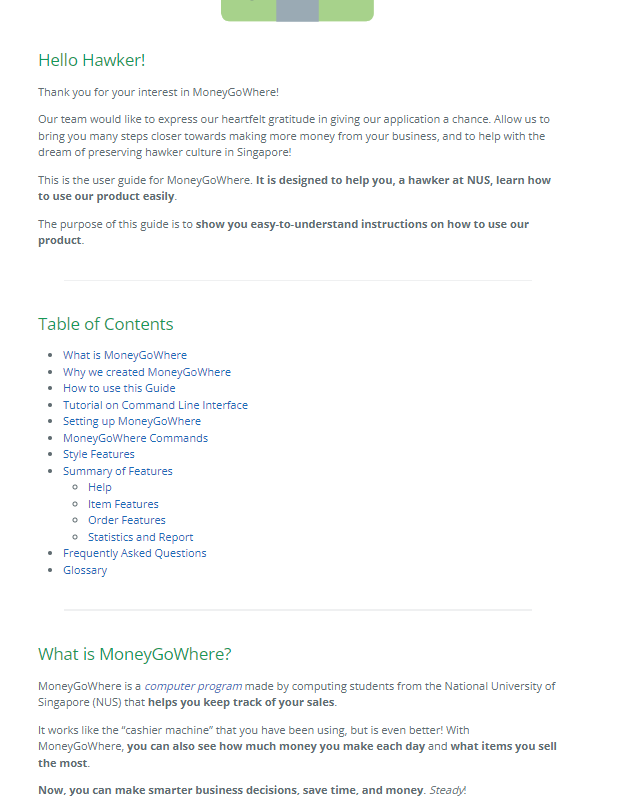 Hello Hawker!
Thank you for your interest in MoneyGoWhere!
Our team would like to express our heartfelt gratitude in giving our application a chance. Allow us to
bring you many steps closer towards making more money from your business, and to help with the
dream of preserving hawker culture in Singapore!
This is the user guide for MoneyGoWhere. It is designed to help you, a hawker at NUS, learn how
to use our product easily.
The purpose of this guide is to show you easy-to-understand instructions on how to use our
product.
Table of Contents
What is MoneyGoWhere
Why we created MoneyGoWhere
How to use this Guide
Tutorial on Command Line Interface
Setting up MoneyGoWhere
MoneyGoWhere Commands
Style Features
Summary of Features
Help
Item Features
Order Features
Statistics and Report
Frequently Asked Questions
Glossary
What is MoneyGoWhere?
MoneyGoWhere is a computer program made by computing students from the National University of
Singapore (NUS) that helps you keep track of your sales.
It works like the “cashier machine” that you have been using, but is even better! With
MoneyGoWhere, you can also see how much money you make each day and what items you sell
the most.
Now, you can make smarter business decisions, save time, and money. Steady!